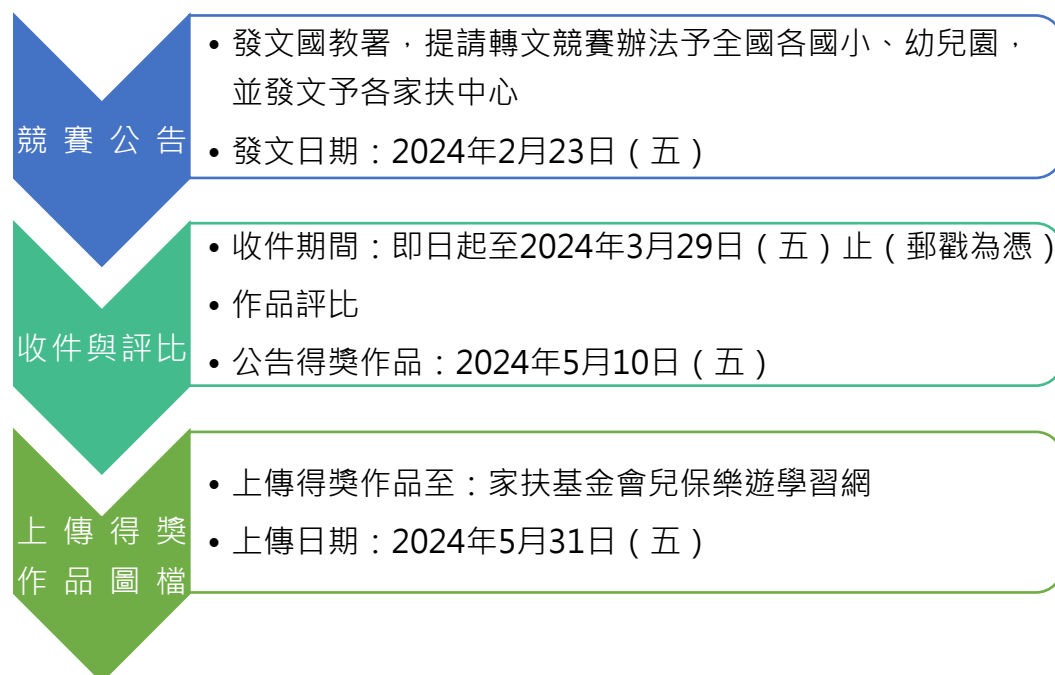 競賽公告
• 發文國教署，提請轉文競賽辦法予全國各國小、幼兒園，
並發文予各家扶中心
• 發文日期：2024年2月23日（五）
收件與評比
• 收件期間：即日起至2024年3月29日（五）止（郵戳為憑）
• 作品評比
• 公告得獎作品：2024年5月10日（五）
上傳得獎
作品圖檔
• 上傳得獎作品至：家扶基金會兒保樂遊學習網
• 上傳日期：2024年5月31日（五）